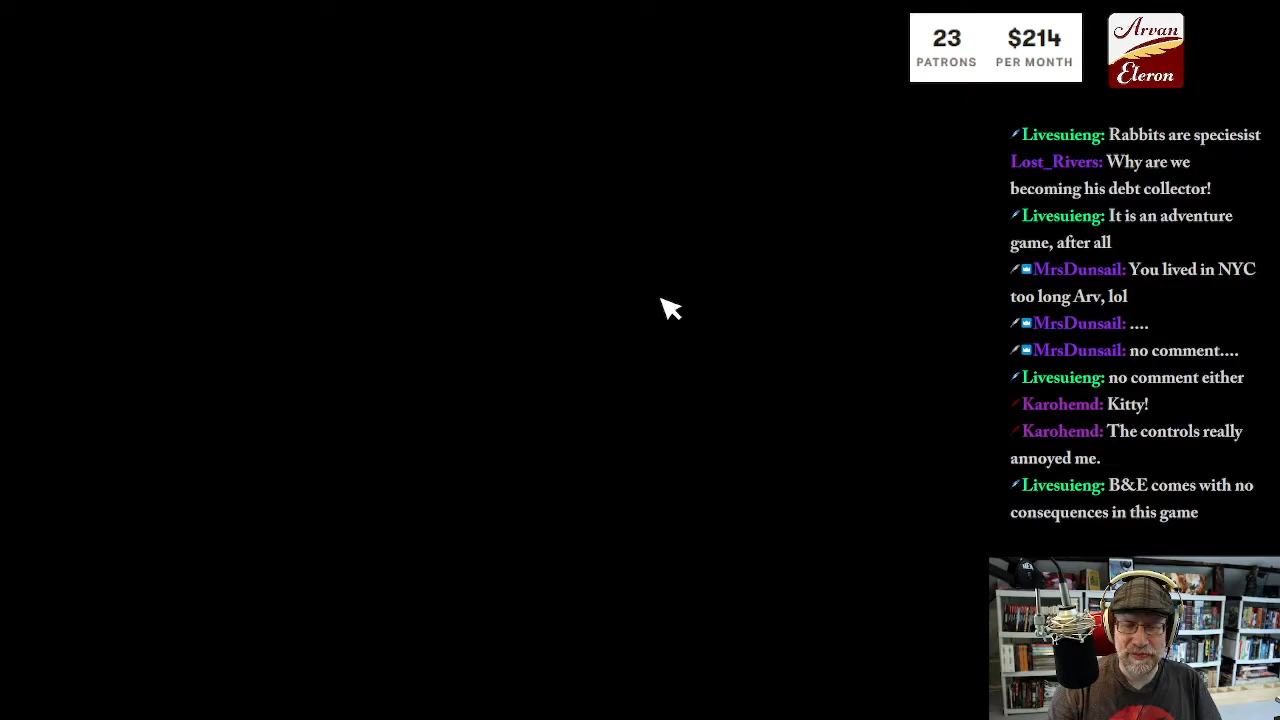 23 $214
PATRONS PER MONTH
Arvan
Eleron
Livesuieng: Rabbits are speciesist
Lost_Rivers: Why are we
becoming his debt collector!
Livesuieng: It is an adventure
game, after all
MrsDunsail: You lived in NYC
too long Arv, lol
MrsDunsail: ....
MrsDunsail: no comment....
Livesuieng: no comment either
Karohemd: Kitty!
Karohemd: The controls really
annoyed me.
Livesuieng: B&E comes with no
consequences in this game